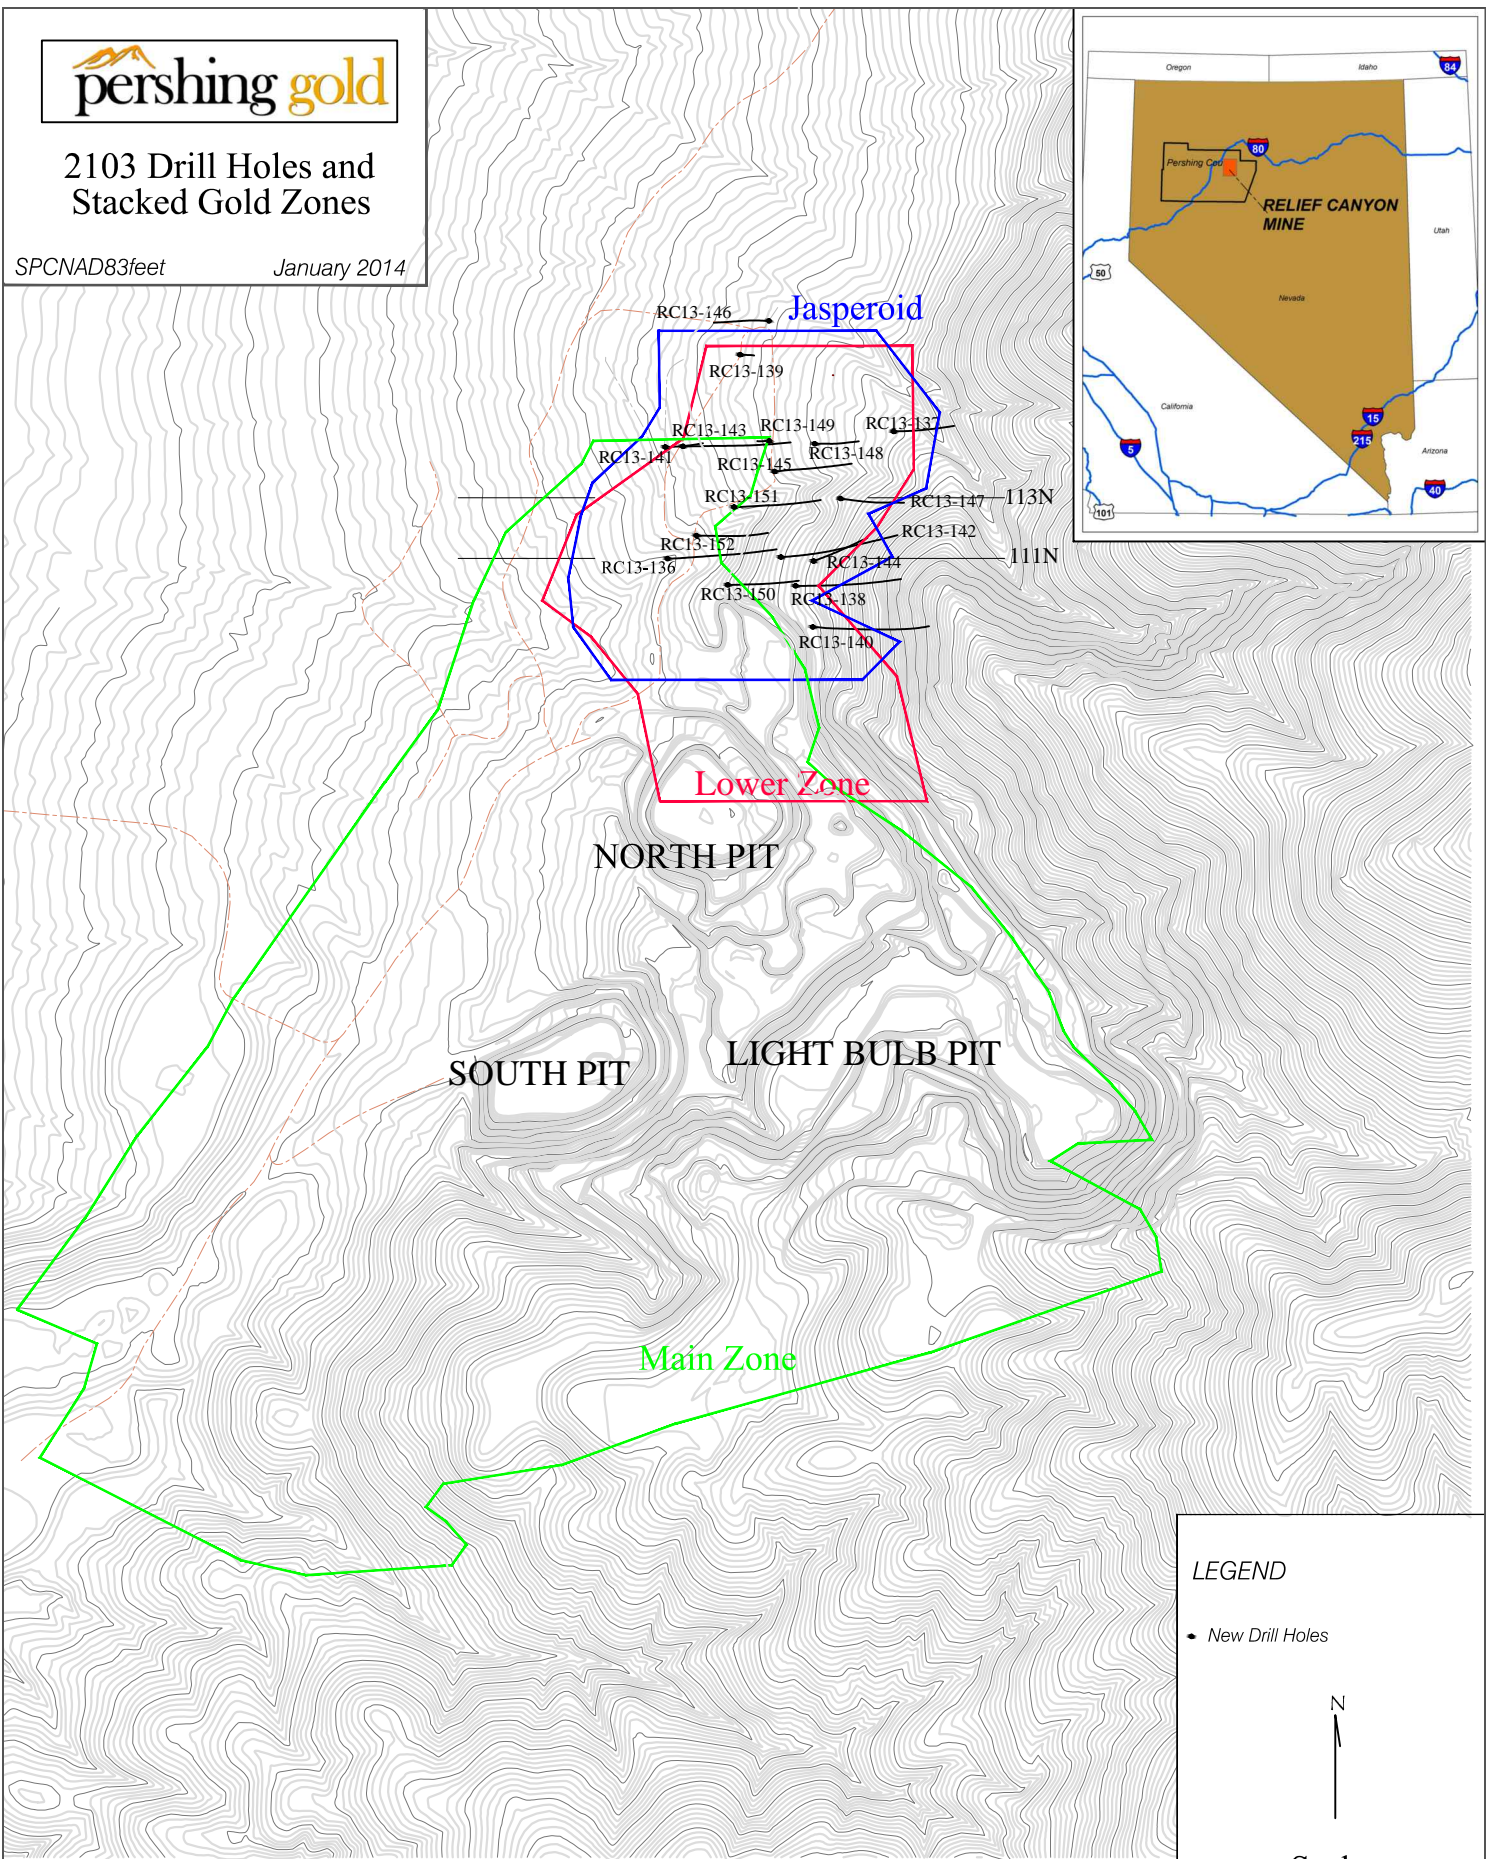 pershing gold
2103 Drill Holes and
Stacked Gold Zones
SPCNAD83feet January 2014
Oregon Idaho 84
80
Pershing Cou
RELIEF CANYON
MINE
Utah
50
Nevada
California
15
215
5
Arizona
40
101
RC13-146 Jasperoid
RC13-139
RC13-143 RC13-149 RC13-137
RC13-141 RC13-148
RC13-145
RC13-151 RC13-147 113N
RC13-142
RC13-152
RC13-136 RC13-144 111N
RC13-150 RC13-138
RC13-140
Lower Zone
NORTH PIT
LIGHT BULB PIT
SOUTH PIT
Main Zone
LEGEND
New Drill Holes
N